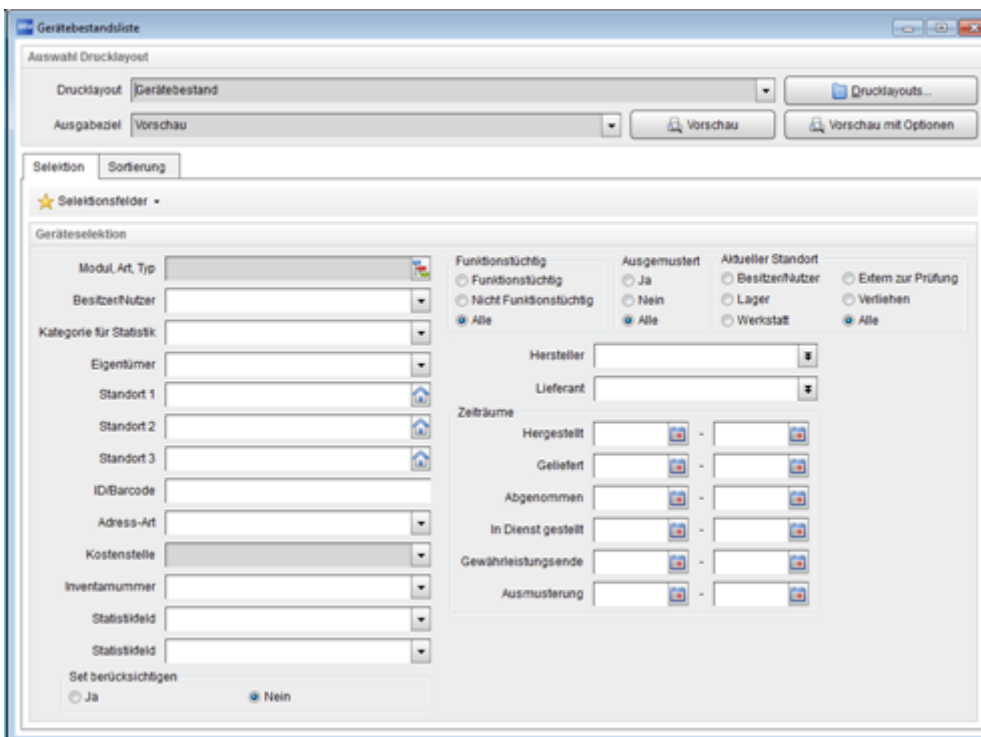 Gerätebestandsliste
Auswahl Drucklayout
Drucklayout Gerätebestand Drucklayouts...
Ausgabeziel Vorschau Vorschau Vorschau mit Optionen
Selektion Sortierung
Selektionsfelder
Geräteselektion
Modul, Art, Typ
Besitzer/Nutzer
Kategorie für Statistik
Eigentümer
Standort 1
Standort 2
Standort 3
ID/Barcode
Adress-Art
Kostenstelle
Inventarnummer
Statistikfeld
Statistikfeld
Set berücksichtigen
Ja Nein
Funktionstüchtig
Funktionstüchtig
Nicht Funktionstüchtig
Alle
Ausgemustert
Ja
Nein
Alle
Aktueller Standort
Besitzer/Nutzer Extern zur Prüfung
Lager Verliehen
Werkstatt Alle
Hersteller
Lieferant
Zeiträume
Hergestellt -
Geliefert -
Abgenommen -
In Dienst gestellt -
Gewährleistungsende -
Ausmusterung -